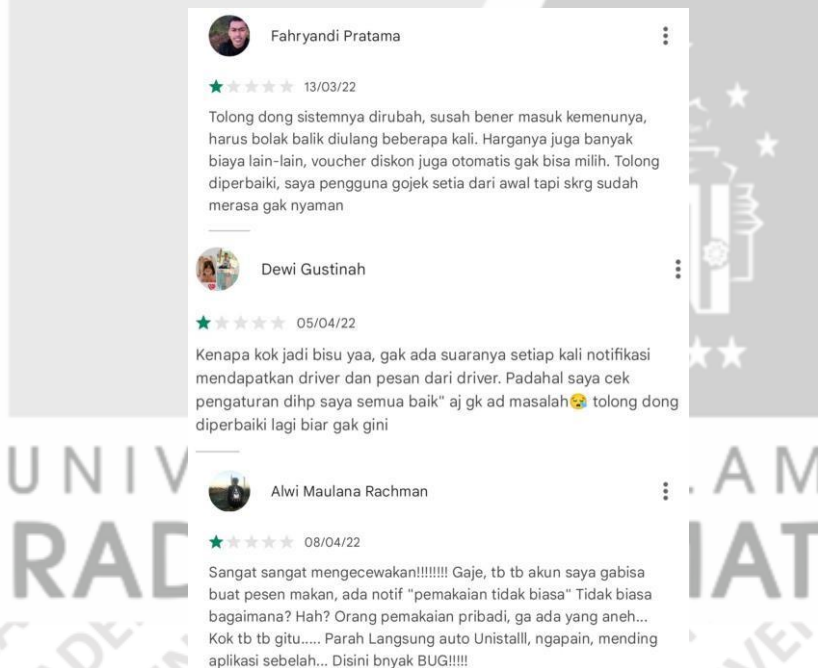 Fahryandi Pratama
13/03/22
Tolong dong sistemnya dirubah, susah bener masuk kemenunya,
harus bolak balik diulang beberapa kali. Harganya juga banyak
biaya lain-lain, voucher diskon juga otomatis gak bisa milih. Tolong
diperbaiki, saya pengguna gojek setia dari awal tapi skrg sudah
merasa gak nyaman
Dewi Gustinah
05/04/22
Kenapa kok jadi bisu yaa, gak ada suaranya setiap kali notifikasi
mendapatkan driver dan pesan dari driver. Padahal saya cek
pengaturan dihp saya semua baik" aj gk ad masalah😪 tolong dong
diperbaiki lagi biar gak gini
Alwi Maulana Rachman
08/04/22
Sangat sangat mengecewakan!!!!!!!! Gaje, tb tb akun saya gabisa
buat pesen makan, ada notif "pemakaian tidak biasa" Tidak biasa
bagaimana? Hah? Orang pemakaian pribadi, ga ada yang aneh...
Kok tb tb gitu..... Parah Langsung auto Unistalll, ngapain, mending
aplikasi sebelah... Disini bnyak BUG!!!!!